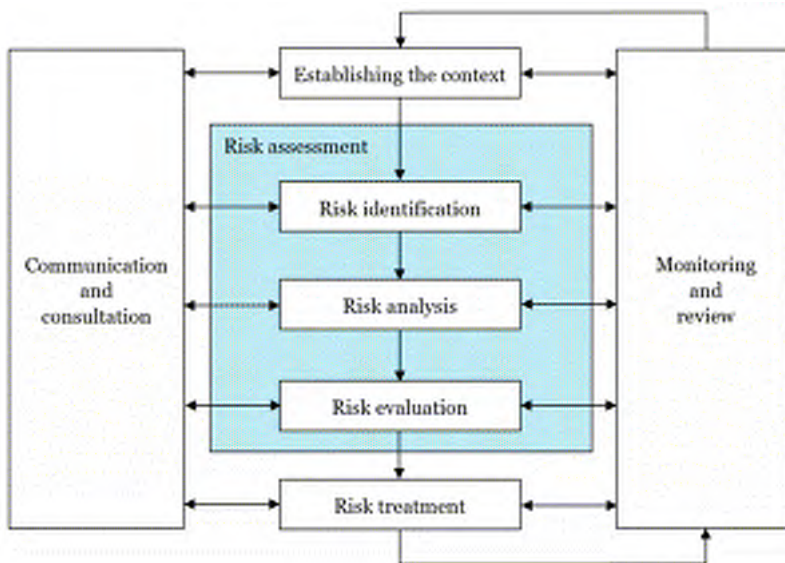 Establishing the context
Risk assessment
Risk identification
Communication
and
consultation
Risk analysis
Monitoring
and
review
Risk evaluation
Risk treatment